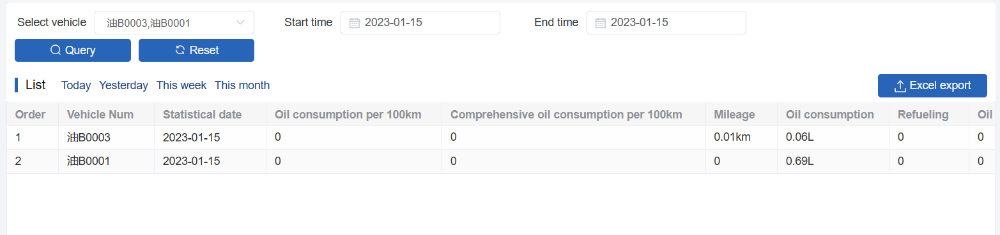 Select vehicle 油B0003,油B0001 Start time 2023-01-15 End time 2023-01-15
Query Reset
List Today Yesterday This week This month Excel export
Order Vehicle Num Statistical date Oil consumption per 100km Comprehensive oil consumption per 100km Mileage Oil consumption Refueling Oil
1 油B0003 2023-01-15 0 0 0.01km 0.06L 0 0
2 油B0001 2023-01-15 0 0 0 0.69L 0 0